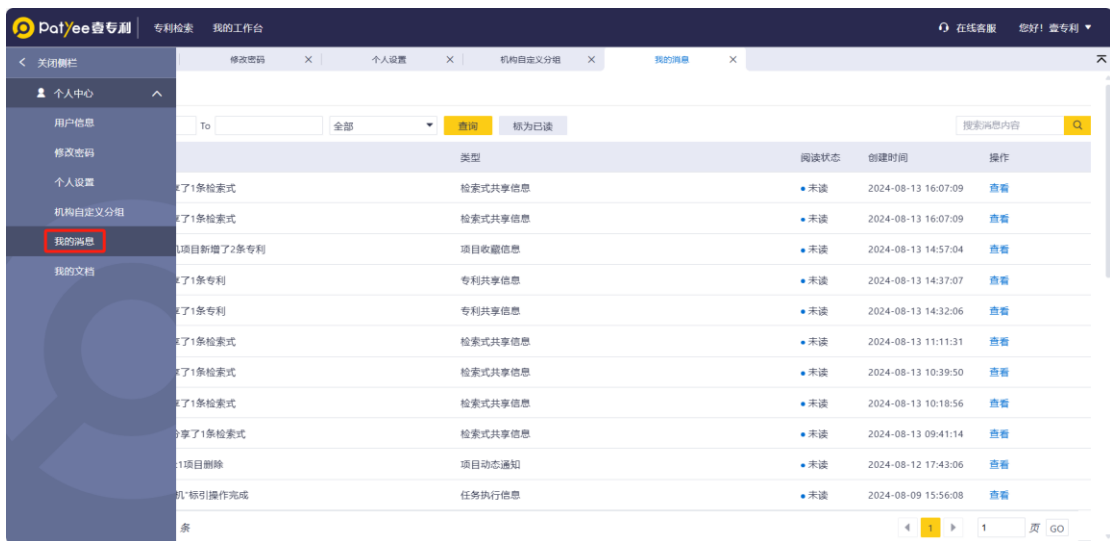 PatYee壹专利 专利检索 我的工作台 在线客服 您好！壹专利
关闭侧栏 修改密码 个人设置 机构自定义分组 我的消息
个人中心
用户信息 To 全部 查询 标为已读 搜索消息内容
修改密码 类型 阅读状态 创建时间 操作
个人设置 了1条检索式 检索式共享信息 未读 2024-08-13 16:07:09 查看
机构自定义分组 了1条检索式 检索式共享信息 未读 2024-08-13 16:07:09 查看
我的消息 项目新增了2条专利 项目收藏信息 未读 2024-08-13 14:57:04 查看
我的文档 了1条专利 专利共享信息 未读 2024-08-13 14:37:07 查看
了1条专利 专利共享信息 未读 2024-08-13 14:32:06 查看
了1条检索式 检索式共享信息 未读 2024-08-13 11:11:31 查看
了1条检索式 检索式共享信息 未读 2024-08-13 10:39:50 查看
了1条检索式 检索式共享信息 未读 2024-08-13 10:18:56 查看
享了1条检索式 检索式共享信息 未读 2024-08-13 09:41:14 查看
1项目删除 项目动态通知 未读 2024-08-12 17:43:06 查看
机"标引操作完成 任务执行信息 未读 2024-08-09 15:56:08 查看
条 1 1 页 GO